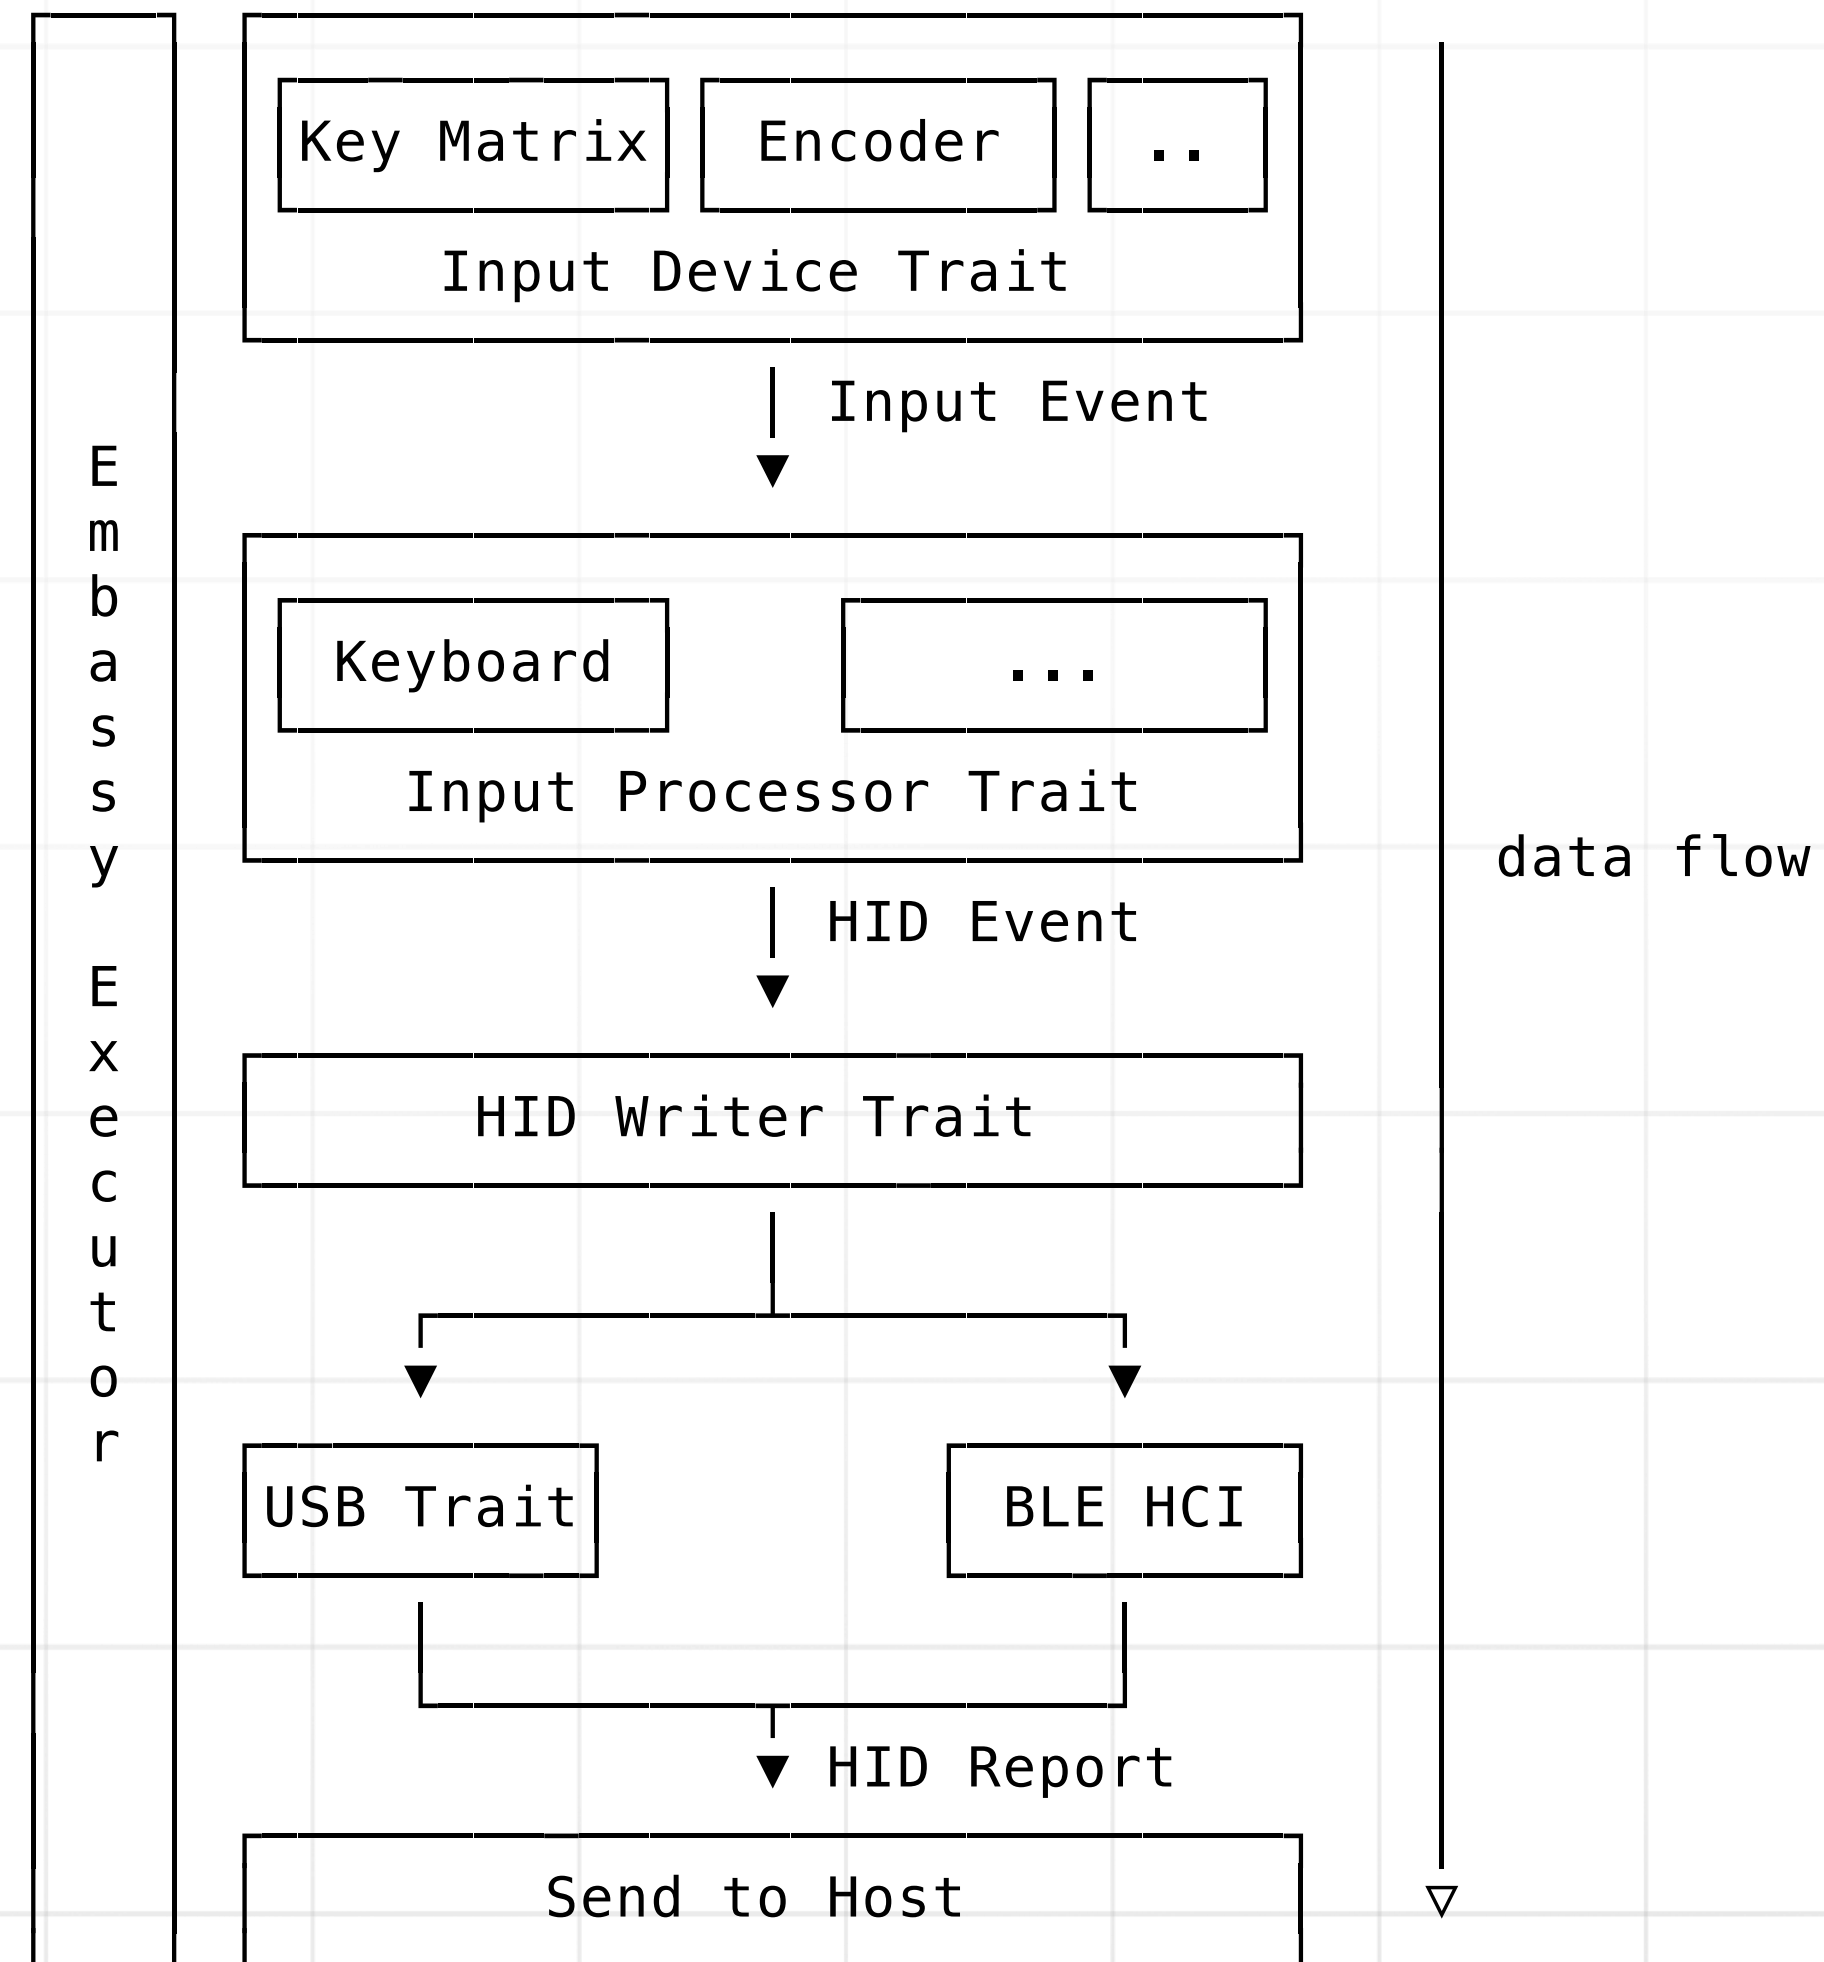 Key Matrix
Encoder
..
Input Device Trait
Input Event
Embassy Executor
Keyboard
...
Input Processor Trait
data flow
HID Event
HID Writer Trait
USB Trait
BLE HCI
HID Report
Send to Host